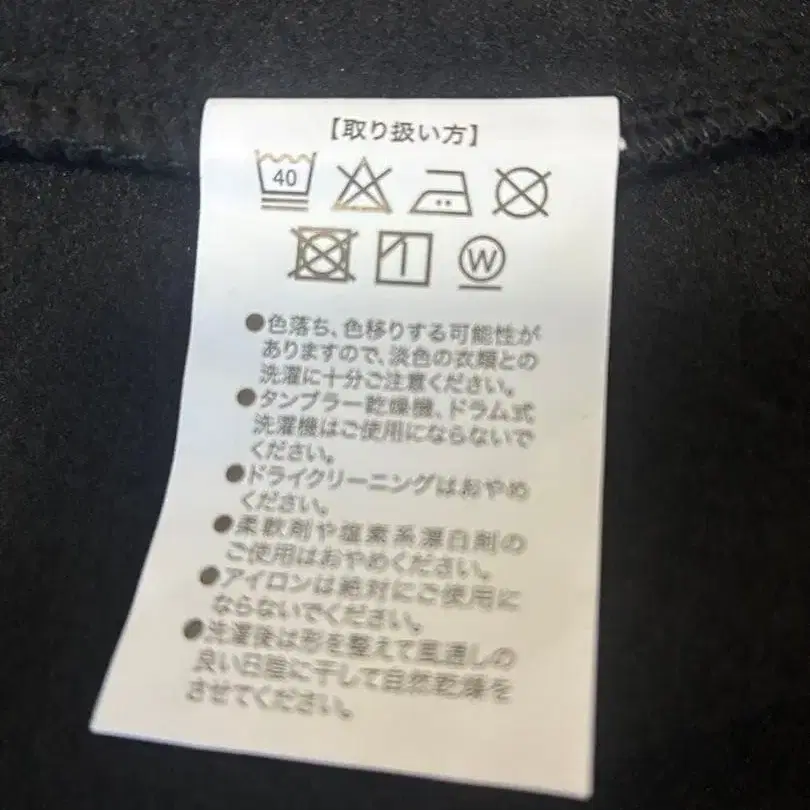 【取り扱い方】
40
W
●色落ち、色移りする可能性が
ありますので、淡色の衣類との
洗濯に十分ご注意ください。
●タンブラー乾燥機、ドラム式
洗濯機はご使用にならないで
ください。
●ドライクリーニングはおやめ
ください。
●柔軟剤や塩素系漂白剤の
ご使用はおやめください。
●アイロンは絶対にご使用に
ならないでください。
●洗濯後は形を整えて風通しの
良い日陰に干して自然乾燥を
させてください。